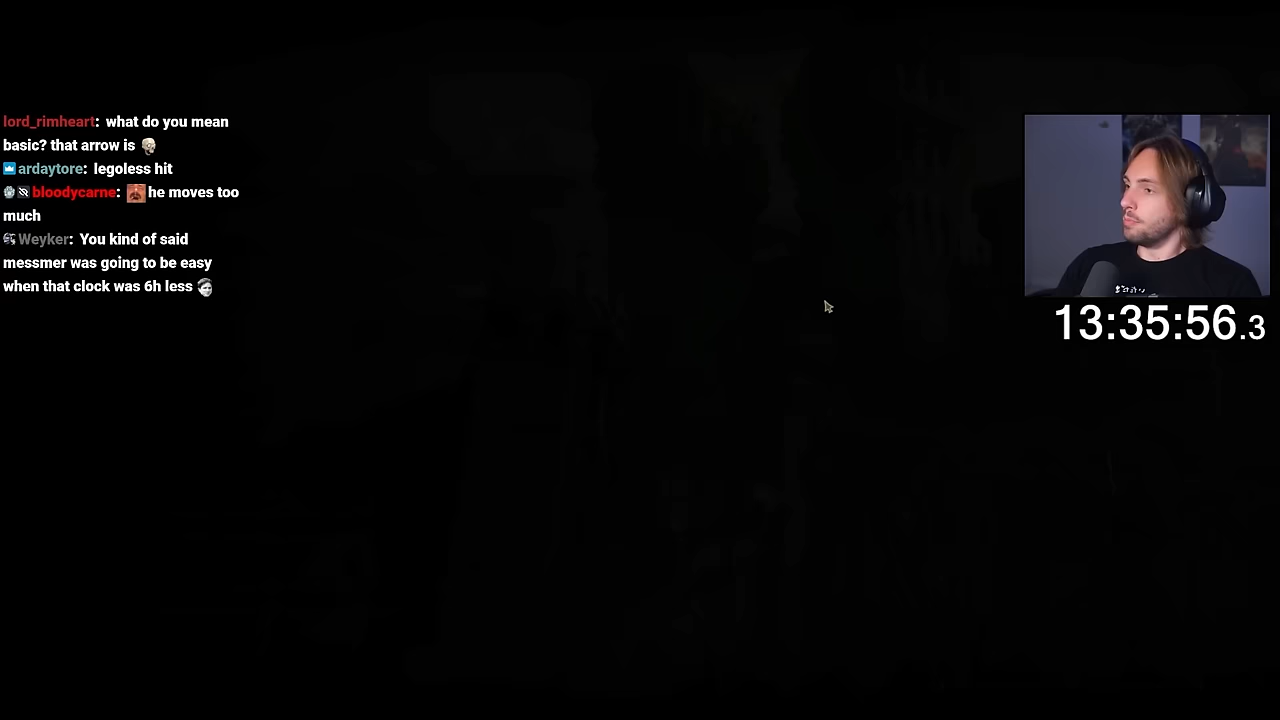 lord_rimheart: what do you mean
basic? that arrow is
ardaytore: legoless hit
bloodycarne: he moves too
much
Weyker: You kind of said
messmer was going to be easy
when that clock was 6h less
13:35:56.3